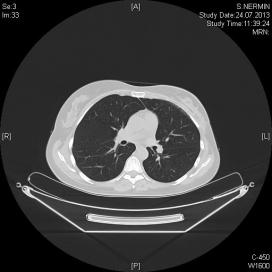 Se:3
Im:33
[A]
S.NERMIN
Study Date:24.07.2013
Study Time:11:39:24
MRN:
[R]
[L]
[P]
C-450
W1600